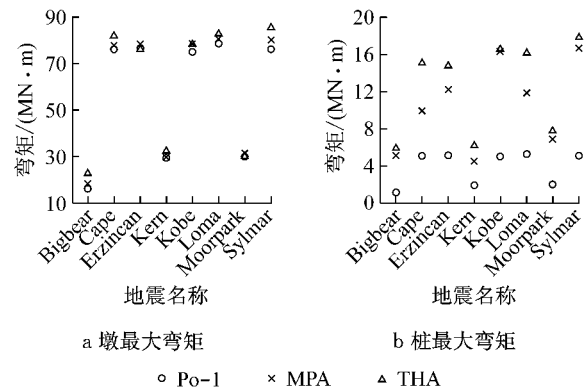 弯矩/(MN·m)
90
70
50
30
10
Bigbear
Cape
Erzincan
Kern
Kobe
Loma
Moorpark
Sylmar
地震名称
a 墩最大弯矩
弯矩/(MN·m)
20
16
12
8
4
0
Bigbear
Cape
Erzincan
Kern
Kobe
Loma
Moorpark
Sylmar
地震名称
b 桩最大弯矩
○ Po-1 × MPA △ THA